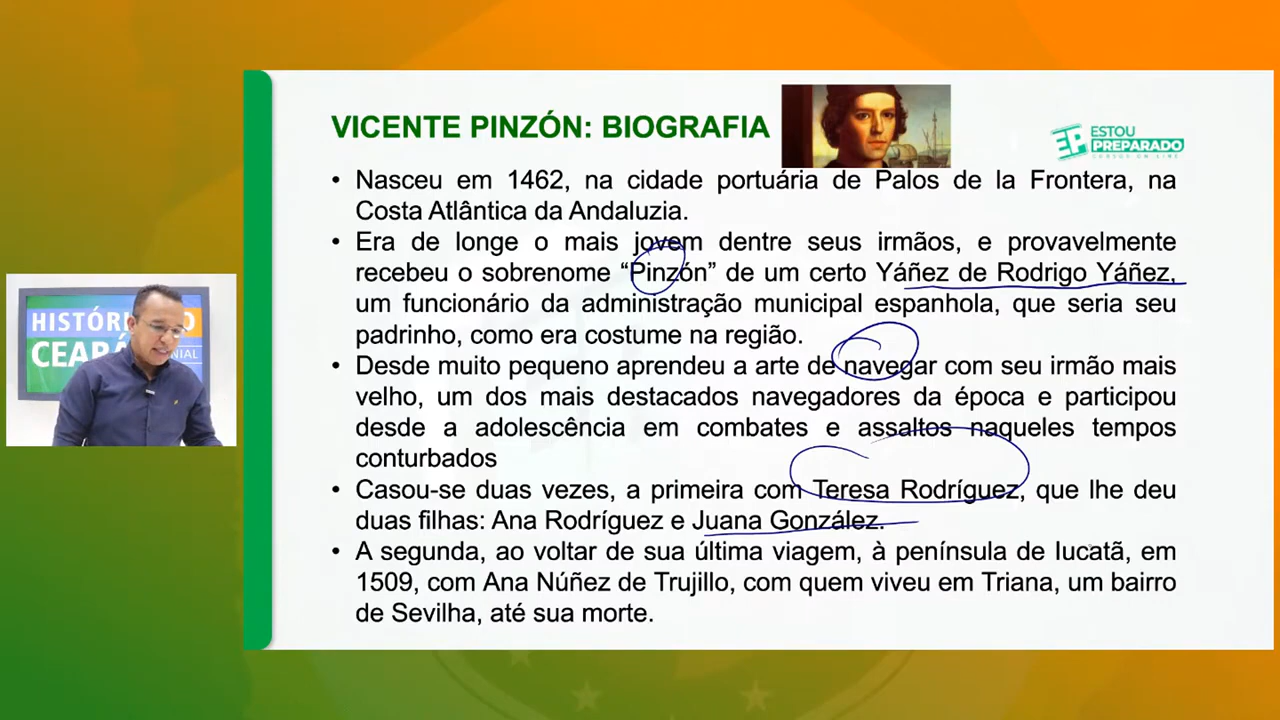 VICENTE PINZÓN: BIOGRAFIA
ESTOU
PREPARADO
CURSOS ON LINE
• Nasceu em 1462, na cidade portuária de Palos de la Frontera, na
Costa Atlântica da Andaluzia.
• Era de longe o mais jovem dentre seus irmãos, e provavelmente
recebeu o sobrenome “Pinzón” de um certo Yáñez de Rodrigo Yáñez,
um funcionário da administração municipal espanhola, que seria seu
padrinho, como era costume na região.
• Desde muito pequeno aprendeu a arte de navegar com seu irmão mais
velho, um dos mais destacados navegadores da época e participou
desde a adolescência em combates e assaltos naqueles tempos
conturbados
• Casou-se duas vezes, a primeira com Teresa Rodríguez, que lhe deu
duas filhas: Ana Rodríguez e Juana González.
• A segunda, ao voltar de sua última viagem, à península de Iucatã, em
1509, com Ana Núñez de Trujillo, com quem viveu em Triana, um bairro
de Sevilha, até sua morte.
HISTÓRI
CEAR
NIAL